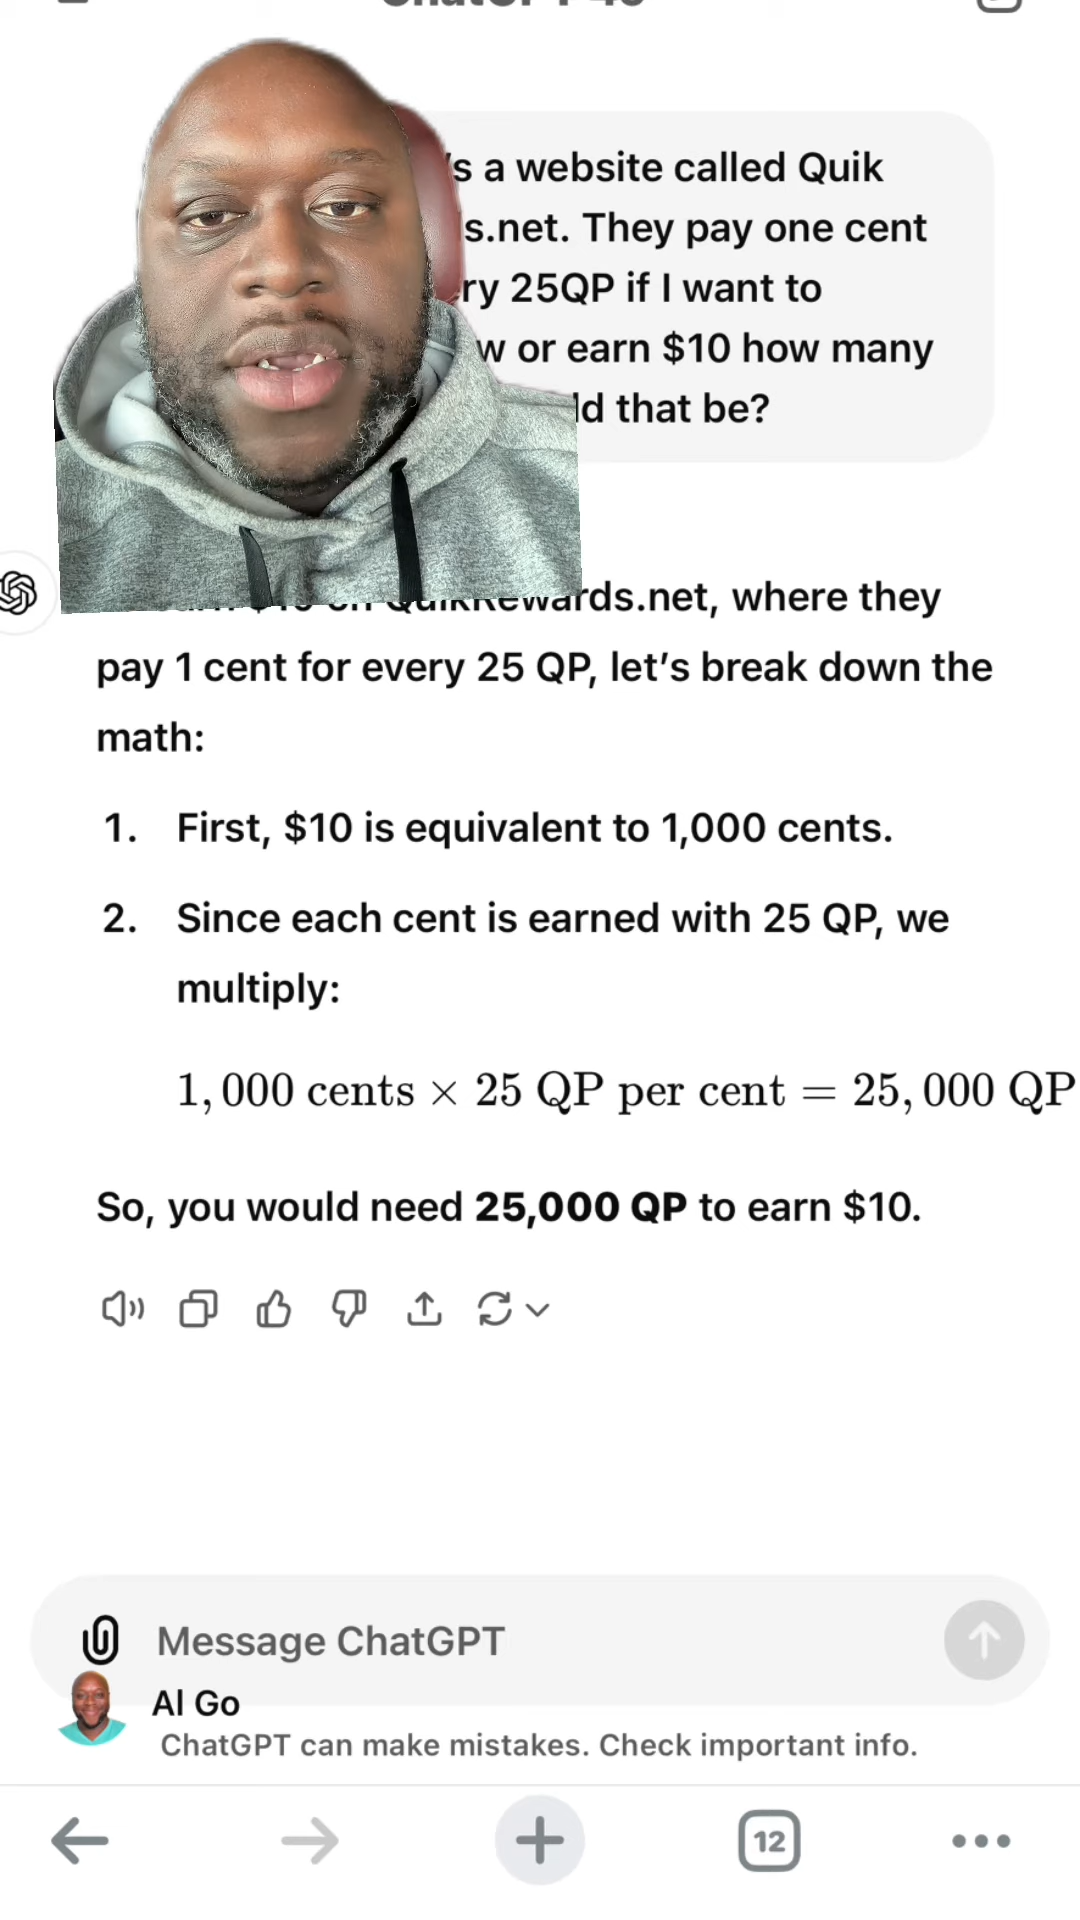 s a website called Quik
s.net. They pay one cent
ry 25QP if I want to
w or earn $10 how many
ld that be?
$10 on QuikRewards.net, where they
pay 1 cent for every 25 QP, let's break down the
math:
1. First, $10 is equivalent to 1,000 cents.
2. Since each cent is earned with 25 QP, we
multiply:
1,000 cents × 25 QP per cent = 25,000 QP
So, you would need 25,000 QP to earn $10.
Message ChatGPT
Al Go
ChatGPT can make mistakes. Check important info.
12